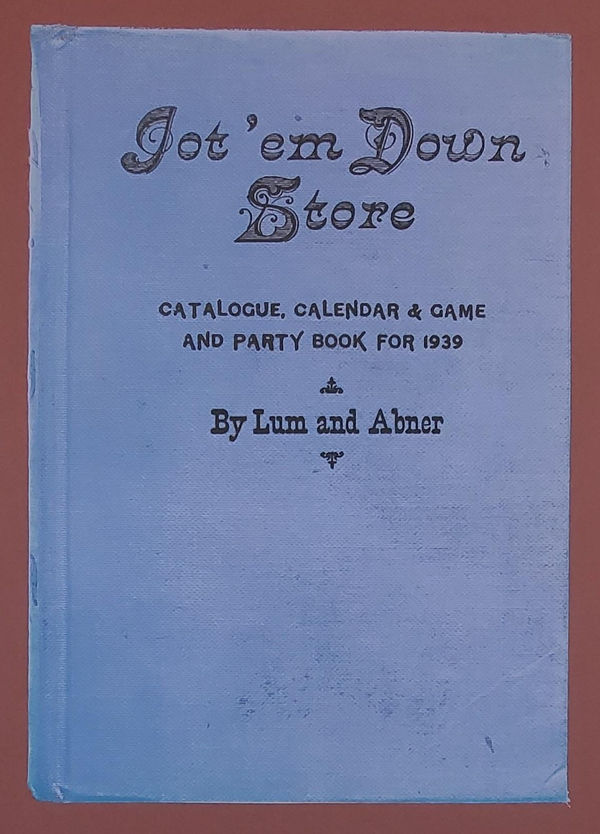 Jot 'em Down
Store
CATALOGUE, CALENDAR & GAME
AND PARTY BOOK FOR 1939
By Lum and Abner